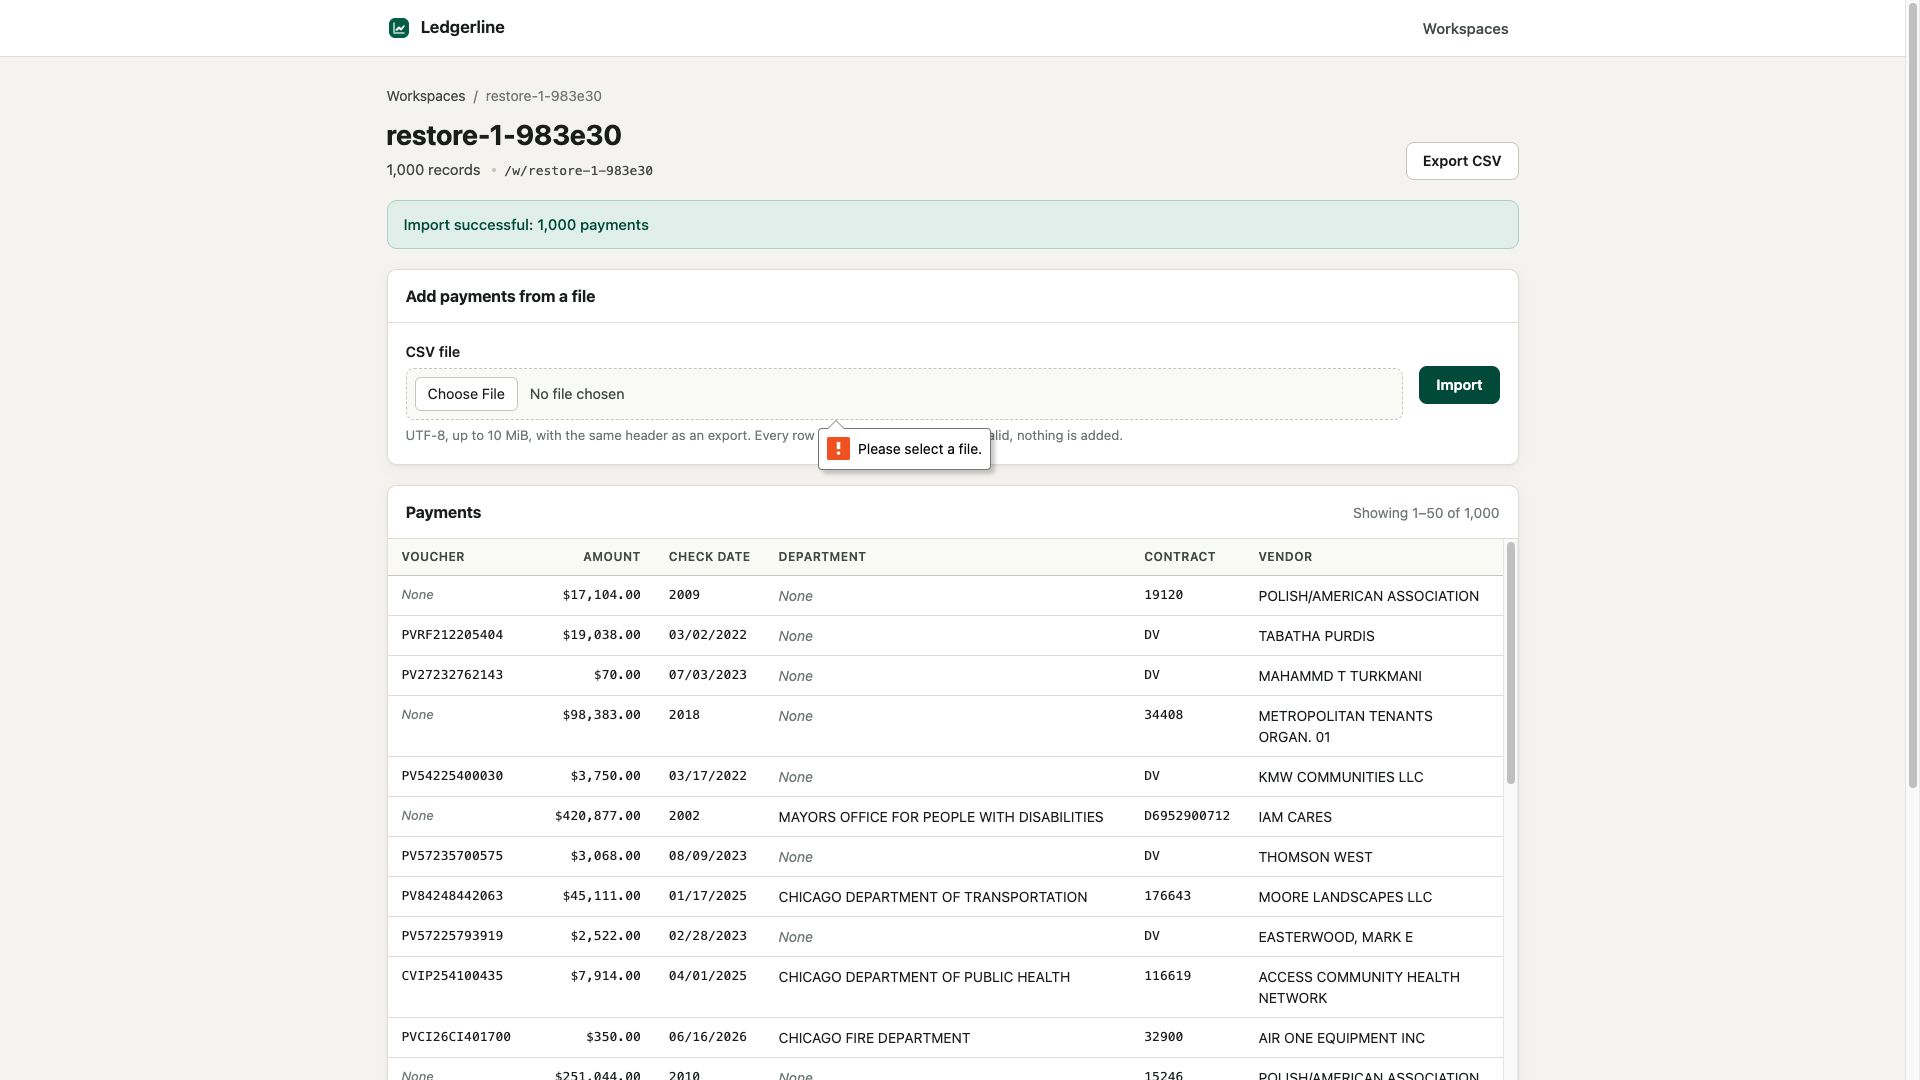 Ledgerline
Workspaces
Workspaces / restore-1-983e30
restore-1-983e30
1,000 records • /w/restore-1-983e30
Export CSV
Import successful: 1,000 payments
Add payments from a file
CSV file
Choose File No file chosen
Import
UTF-8, up to 10 MiB, with the same header as an export. Every row alid, nothing is added.
Please select a file.
Payments
Showing 1–50 of 1,000
VOUCHER AMOUNT CHECK DATE DEPARTMENT CONTRACT VENDOR
None $17,104.00 2009 None 19120 POLISH/AMERICAN ASSOCIATION
PVRF212205404 $19,038.00 03/02/2022 None DV TABATHA PURDIS
PV27232762143 $70.00 07/03/2023 None DV MAHAMMD T TURKMANI
None $98,383.00 2018 None 34408 METROPOLITAN TENANTS
ORGAN. 01
PV54225400030 $3,750.00 03/17/2022 None DV KMW COMMUNITIES LLC
None $420,877.00 2002 MAYORS OFFICE FOR PEOPLE WITH DISABILITIES D6952900712 IAM CARES
PV57235700575 $3,068.00 08/09/2023 None DV THOMSON WEST
PV84248442063 $45,111.00 01/17/2025 CHICAGO DEPARTMENT OF TRANSPORTATION 176643 MOORE LANDSCAPES LLC
PV57225793919 $2,522.00 02/28/2023 None DV EASTERWOOD, MARK E
CVIP254100435 $7,914.00 04/01/2025 CHICAGO DEPARTMENT OF PUBLIC HEALTH 116619 ACCESS COMMUNITY HEALTH
NETWORK
PVCI26CI401700 $350.00 06/16/2026 CHICAGO FIRE DEPARTMENT 32900 AIR ONE EQUIPMENT INC
None $251,044.00 2010 None 15246 POLISH/AMERICAN ASSOCIATION